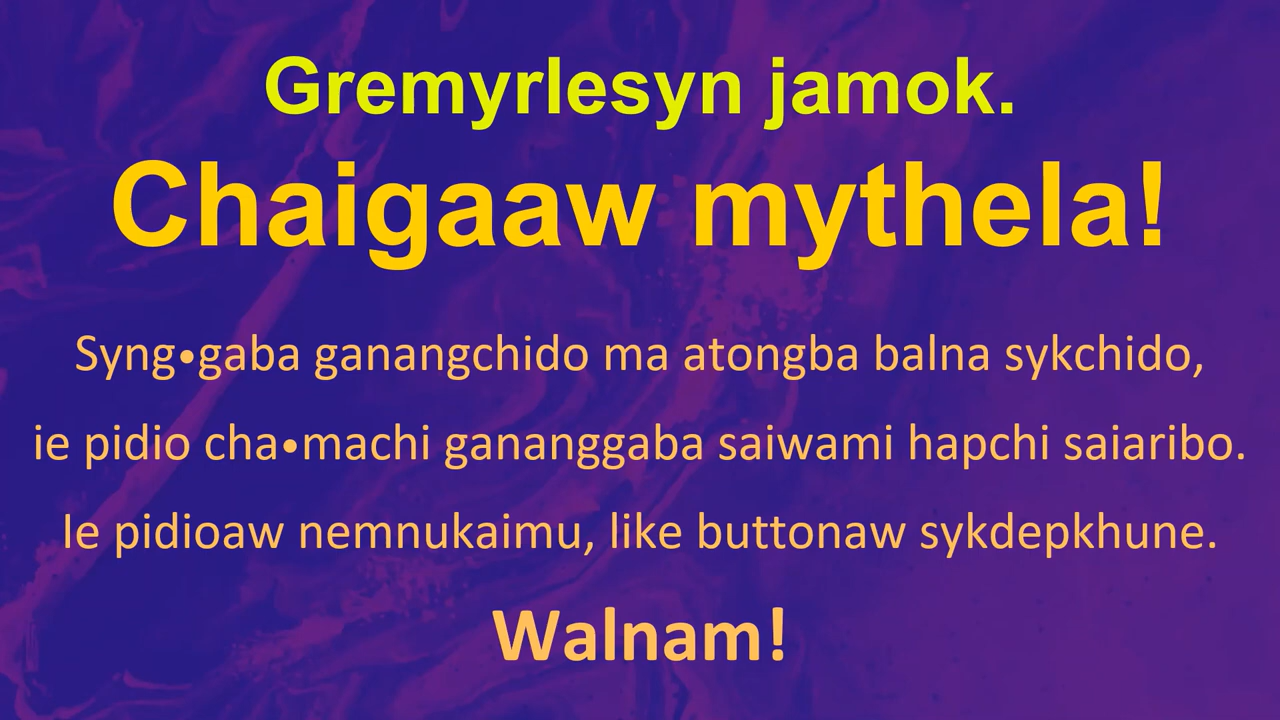 Gremyrlesyn jamok.
Chaigaaw mythela!
Syng•gaba ganangchido ma atongba balna sykchido,
ie pidio cha•machi gananggaba saiwami hapchi saiaribo.
Ie pidioaw nemnukaimu, like buttonaw sykdepkhune.
Walnam!